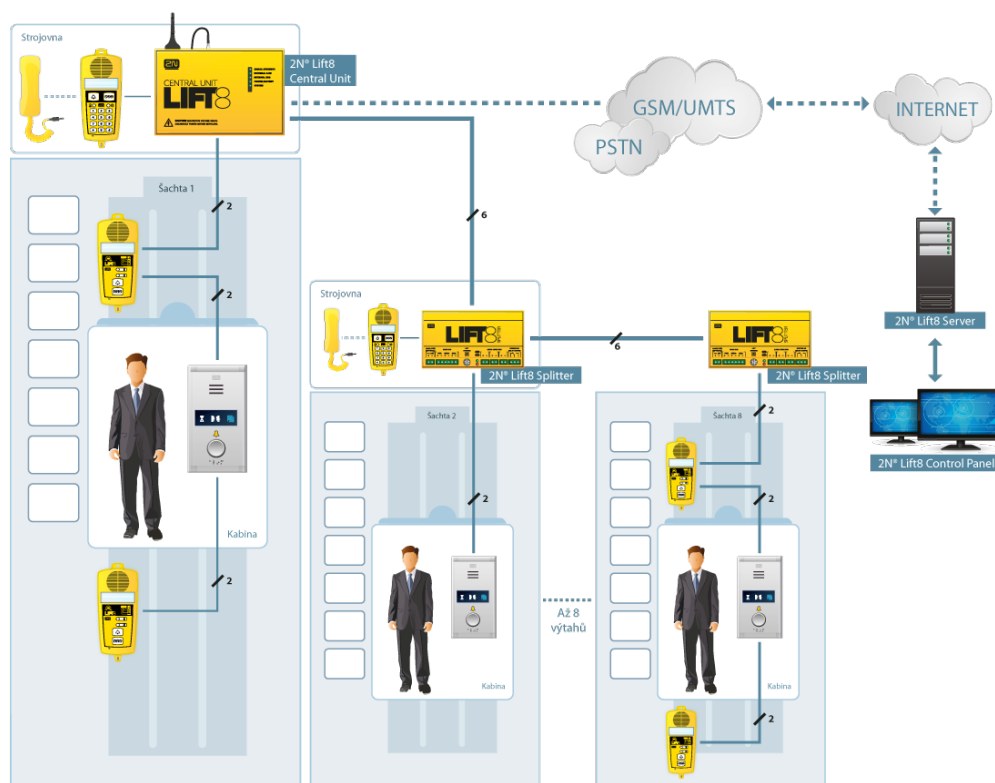 Strojovna
2N® Lift8
Central Unit
2N
CENTRAL UNIT
LIFT8
GSM/UMTS
PSTN
INTERNET
Šachta 1
2
6
2
Strojovna
LIFT8
6
LIFT8
2N® Lift8 Server
2N® Lift8 Splitter
2N® Lift8 Splitter
Šachta 2
Šachta 8
2
2N® Lift8 Control Panel
2
2
Kabina
2
Až 8
výtahů
Kabina
Kabina
2